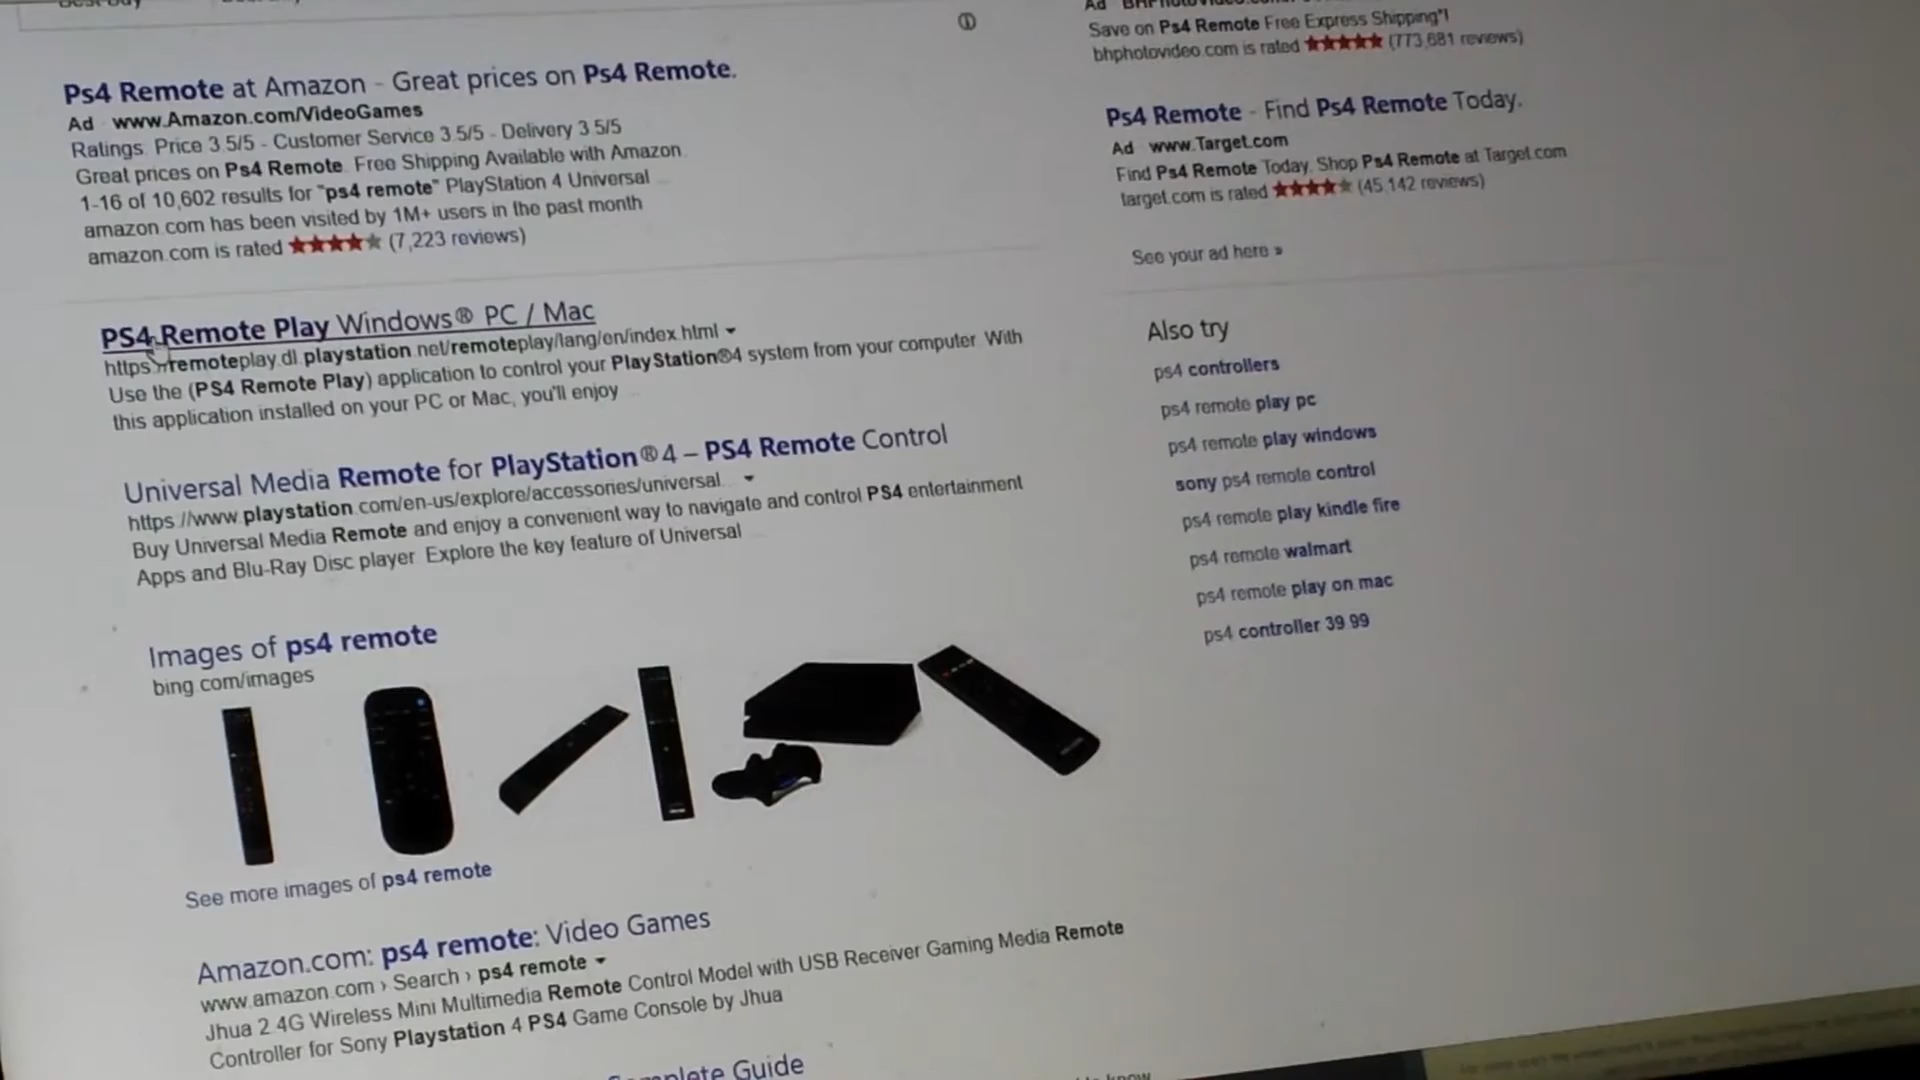 Ps4 Remote at Amazon - Great prices on Ps4 Remote.
Ad www.Amazon.com/VideoGames
Ratings: Price 3.5/5 - Customer Service 3.5/5 - Delivery 3.5/5
Great prices on Ps4 Remote. Free Shipping Available with Amazon
1-16 of 10,602 results for "ps4 remote" PlayStation 4 Universal ...
amazon.com has been visited by 1M+ users in the past month
amazon.com is rated ★★★★★ (7,223 reviews)
PS4 Remote Play Windows® PC / Mac
https://remoteplay.dl.playstation.net/remoteplay/lang/en/index.html
Use the (PS4 Remote Play) application to control your PlayStation®4 system from your computer. With
this application installed on your PC or Mac, you'll enjoy ...
Universal Media Remote for PlayStation®4 – PS4 Remote Control
https://www.playstation.com/en-us/explore/accessories/universal...
Buy Universal Media Remote and enjoy a convenient way to navigate and control PS4 entertainment
Apps and Blu-Ray Disc player. Explore the key feature of Universal ...
Images of ps4 remote
bing.com/images
See more images of ps4 remote
Amazon.com: ps4 remote: Video Games
www.amazon.com › Search › ps4 remote
Jhua 2.4G Wireless Mini Multimedia Remote Control Model with USB Receiver Gaming Media Remote
Controller for Sony Playstation 4 PS4 Game Console by Jhua
Complete Guide
know
Ad
Save on Ps4 Remote Free Express Shipping*!
bhphotovideo.com is rated ★★★★★ (773,681 reviews)
Ps4 Remote - Find Ps4 Remote Today.
Ad www.Target.com
Find Ps4 Remote Today. Shop Ps4 Remote at Target.com
target.com is rated ★★★★★ (45,142 reviews)
See your ad here »
Also try
ps4 controllers
ps4 remote play pc
ps4 remote play windows
sony ps4 remote control
ps4 remote play kindle fire
ps4 remote walmart
ps4 remote play on mac
ps4 controller 39.99